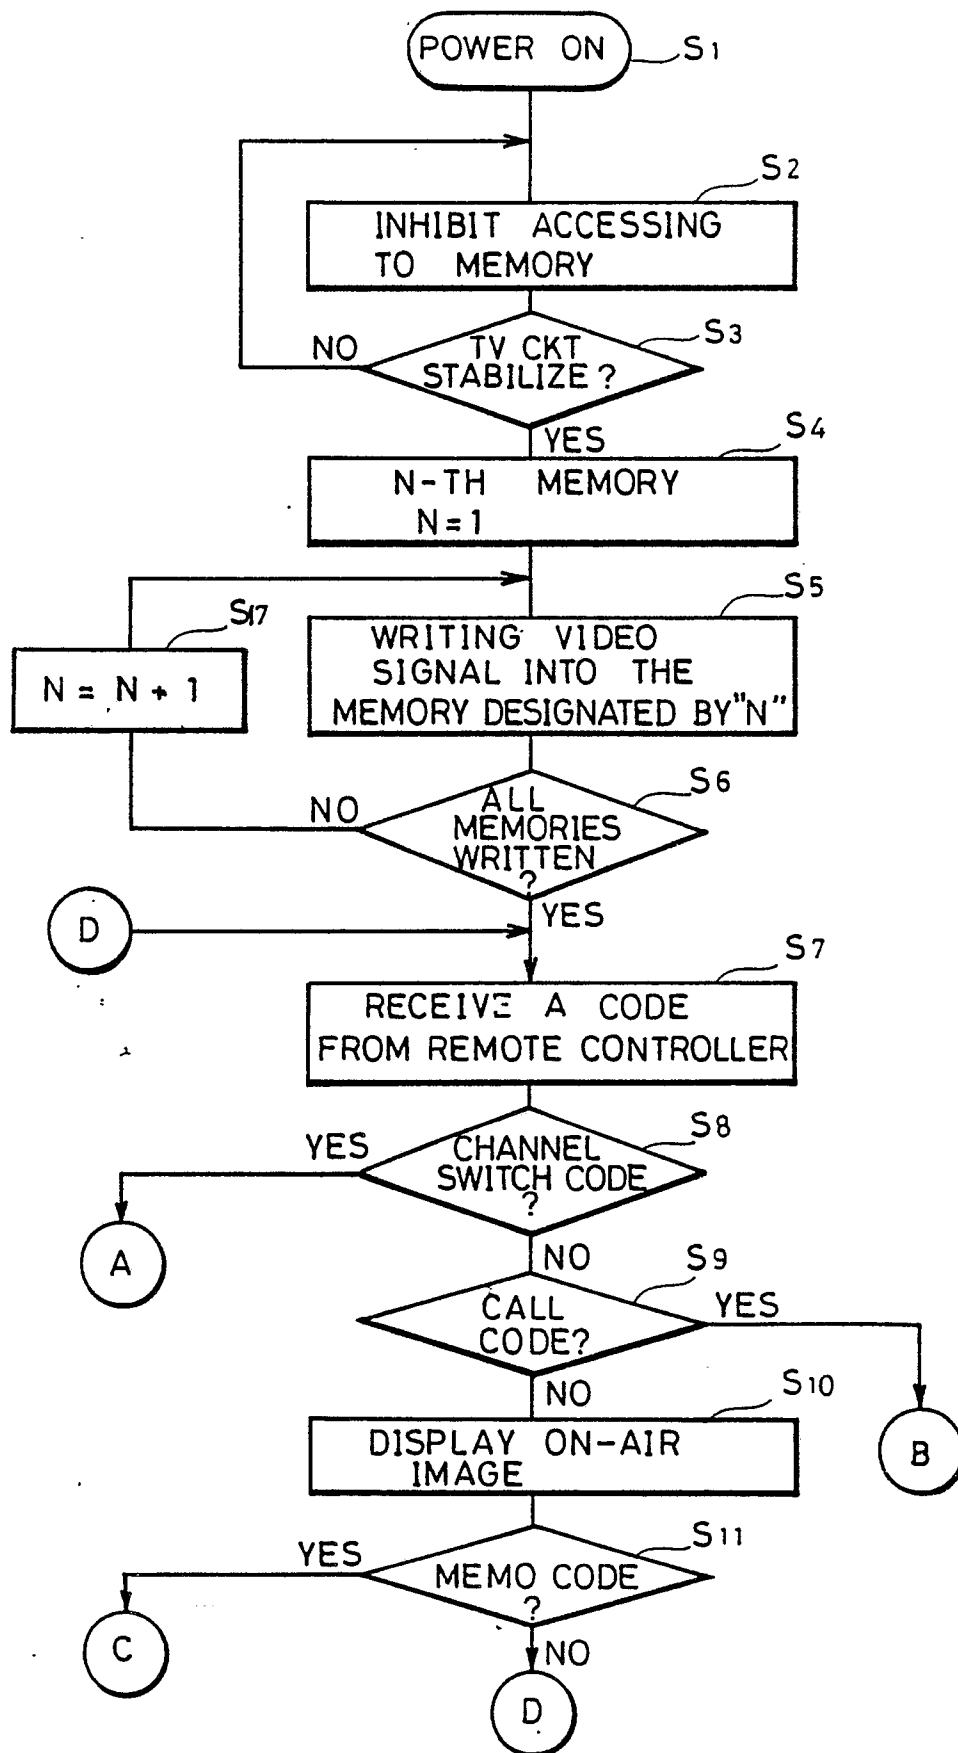 POWER ON
S1
S2
INHIBIT ACCESSING
TO MEMORY
S3
NO
TV CKT
STABILIZE?
YES
S4
N-TH MEMORY
N=1
S5
S17
WRITING VIDEO
SIGNAL INTO THE
MEMORY DESIGNATED BY "N"
N = N + 1
S6
NO
ALL
MEMORIES
WRITTEN
?
YES
D
S7
RECEIVE A CODE
FROM REMOTE CONTROLLER
S8
YES
CHANNEL
SWITCH CODE
?
A
NO
S9
CALL
CODE?
YES
NO
S10
B
DISPLAY ON-AIR
IMAGE
S11
YES
MEMO CODE
?
C
NO
D